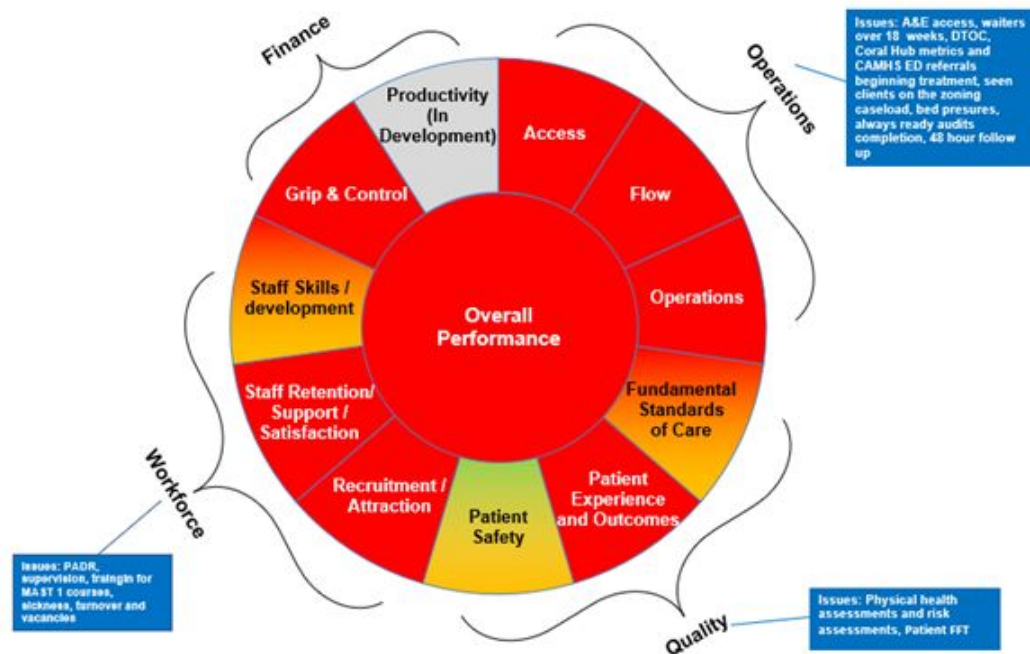 Finance
Operations
Workforce
Quality
Productivity
(In
Development)
Access
Flow
Operations
Fundamental
Standards
of Care
Patient
Experience
and Outcomes
Patient
Safety
Recruitment /
Attraction
Staff Retention/
Support /
Satisfaction
Staff Skills /
development
Grip & Control
Overall
Performance
Issues: A&E access, waiters
over 18 weeks, DTOC,
Coral Hub metrics and
CAMHS ED referrals
beginning treatment, seen
clients on the zoning
caseload, bed presures,
always ready audits
completion, 48 hour follow
up
Issues: PADR,
supervision, traingin for
MAST 1 courses,
sickness, turnover and
vacancies
Issues: Physical health
assessments and risk
assessments, Patient FFT